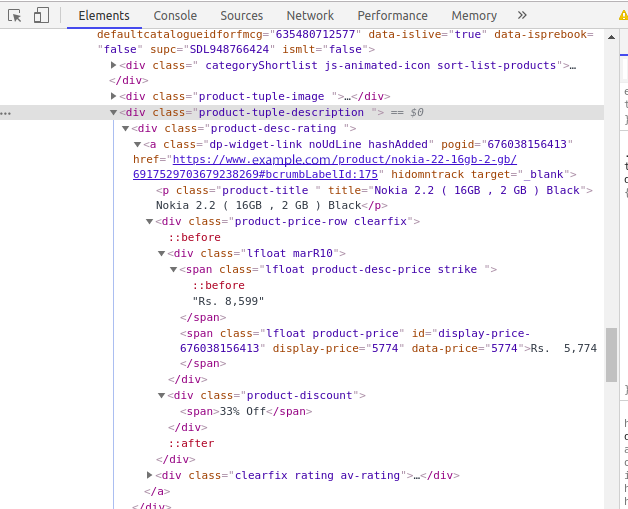 Elements Console Sources Network Performance Memory »
defaultcatalogueidforfmcg="635480712577" data-islive="true" data-isprebook=
"false" supc="SDL948766424" ismlt="false">
▶<div class=" categoryShortlist js-animated-icon sort-list-products">…
</div>
▶<div class="product-tuple-image ">…</div>
… ▼<div class="product-tuple-description "> == $0
▼<div class="product-desc-rating ">
▼<a class="dp-widget-link noUdLine hashAdded" pogid="676038156413"
href="https://www.example.com/product/nokia-22-16gb-2-gb/
6917529703679238269#bcrumbLabelId:175" hidomntrack target="_blank">
<p class="product-title " title="Nokia 2.2 ( 16GB , 2 GB ) Black">
Nokia 2.2 ( 16GB , 2 GB ) Black</p>
▼<div class="product-price-row clearfix">
::before
▼<div class="lfloat marR10">
▼<span class="lfloat product-desc-price strike ">
::before
"Rs. 8,599"
</span>
<span class="lfloat product-price" id="display-price-
676038156413" display-price="5774" data-price="5774">Rs.  5,774
</span>
</div>
▼<div class="product-discount">
<span>33% Off</span>
</div>
::after
</div>
▶<div class="clearfix rating av-rating">…</div>
</a>
</div>